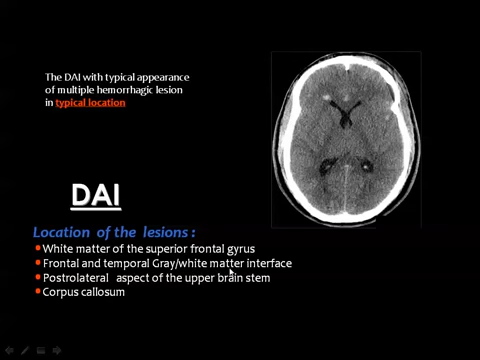 The DAI with typical appearance
of multiple hemorrhagic lesion
in typical location
DAI
Location of the lesions :
White matter of the superior frontal gyrus
Frontal and temporal Gray/white matter interface
Postrolateral aspect of the upper brain stem
Corpus callosum